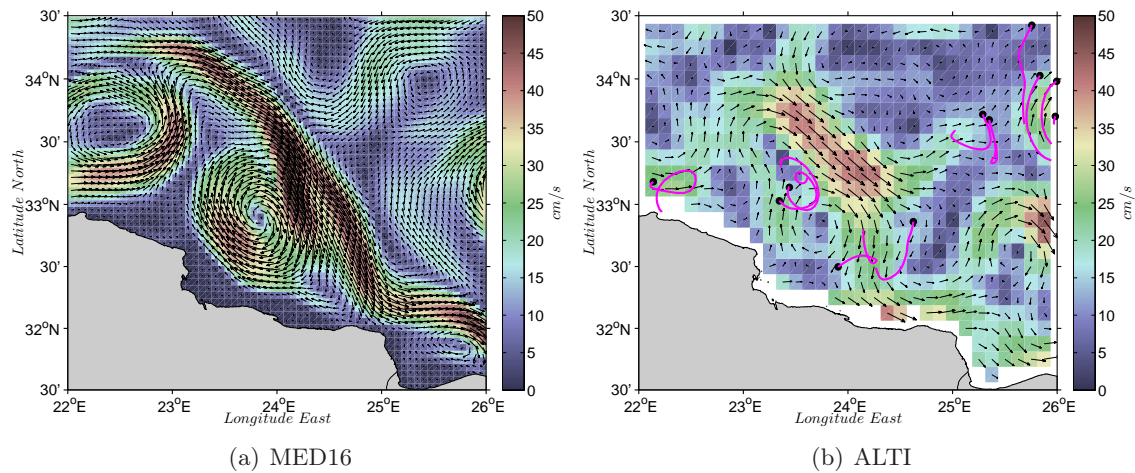 30'
34°N
30'
33°N
30'
32°N
30'
Latitude North
22°E
23°E
24°E
25°E
26°E
Longitude East
50
45
40
35
30
25
20
15
10
5
0
cm/s
(a) MED16
30'
34°N
30'
33°N
30'
32°N
30'
Latitude North
22°E
23°E
24°E
25°E
26°E
Longitude East
50
45
40
35
30
25
20
15
10
5
0
cm/s
(b) ALTI